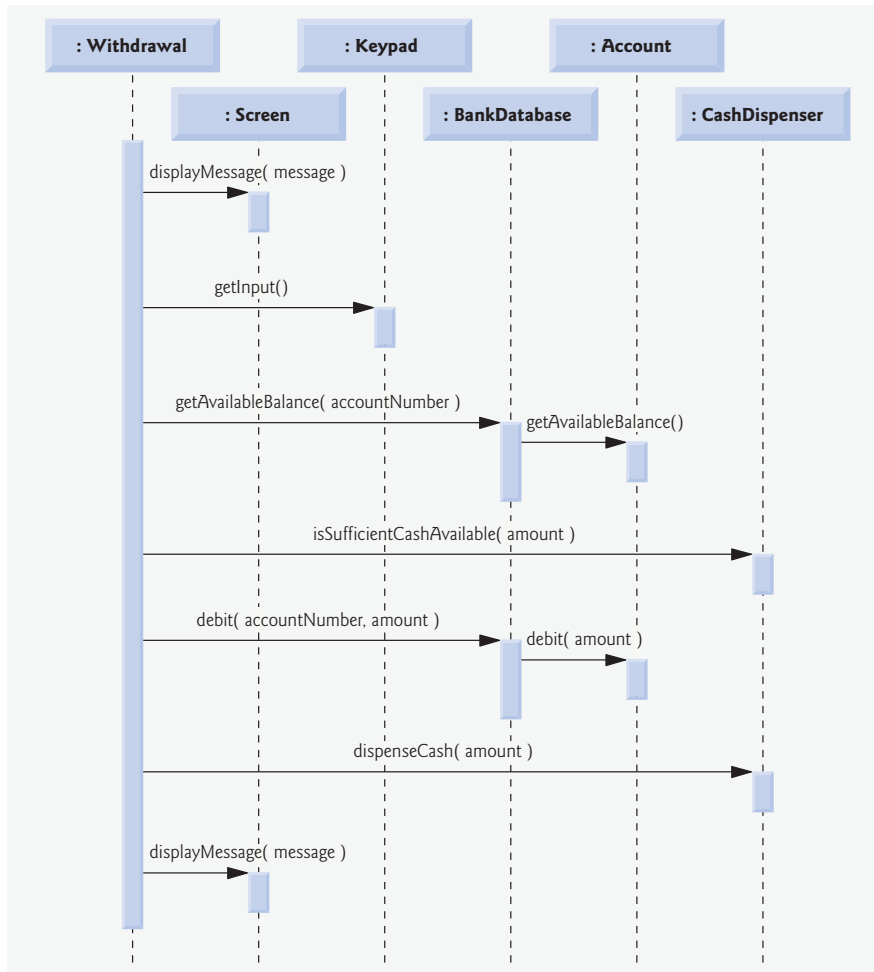 : Withdrawal
: Keypad
: Account
: Screen
: BankDatabase
: CashDispenser
displayMessage( message )
getInput()
getAvailableBalance( accountNumber )
getAvailableBalance()
isSufficientCashAvailable( amount )
debit( accountNumber, amount )
debit( amount )
dispenseCash( amount )
displayMessage( message )